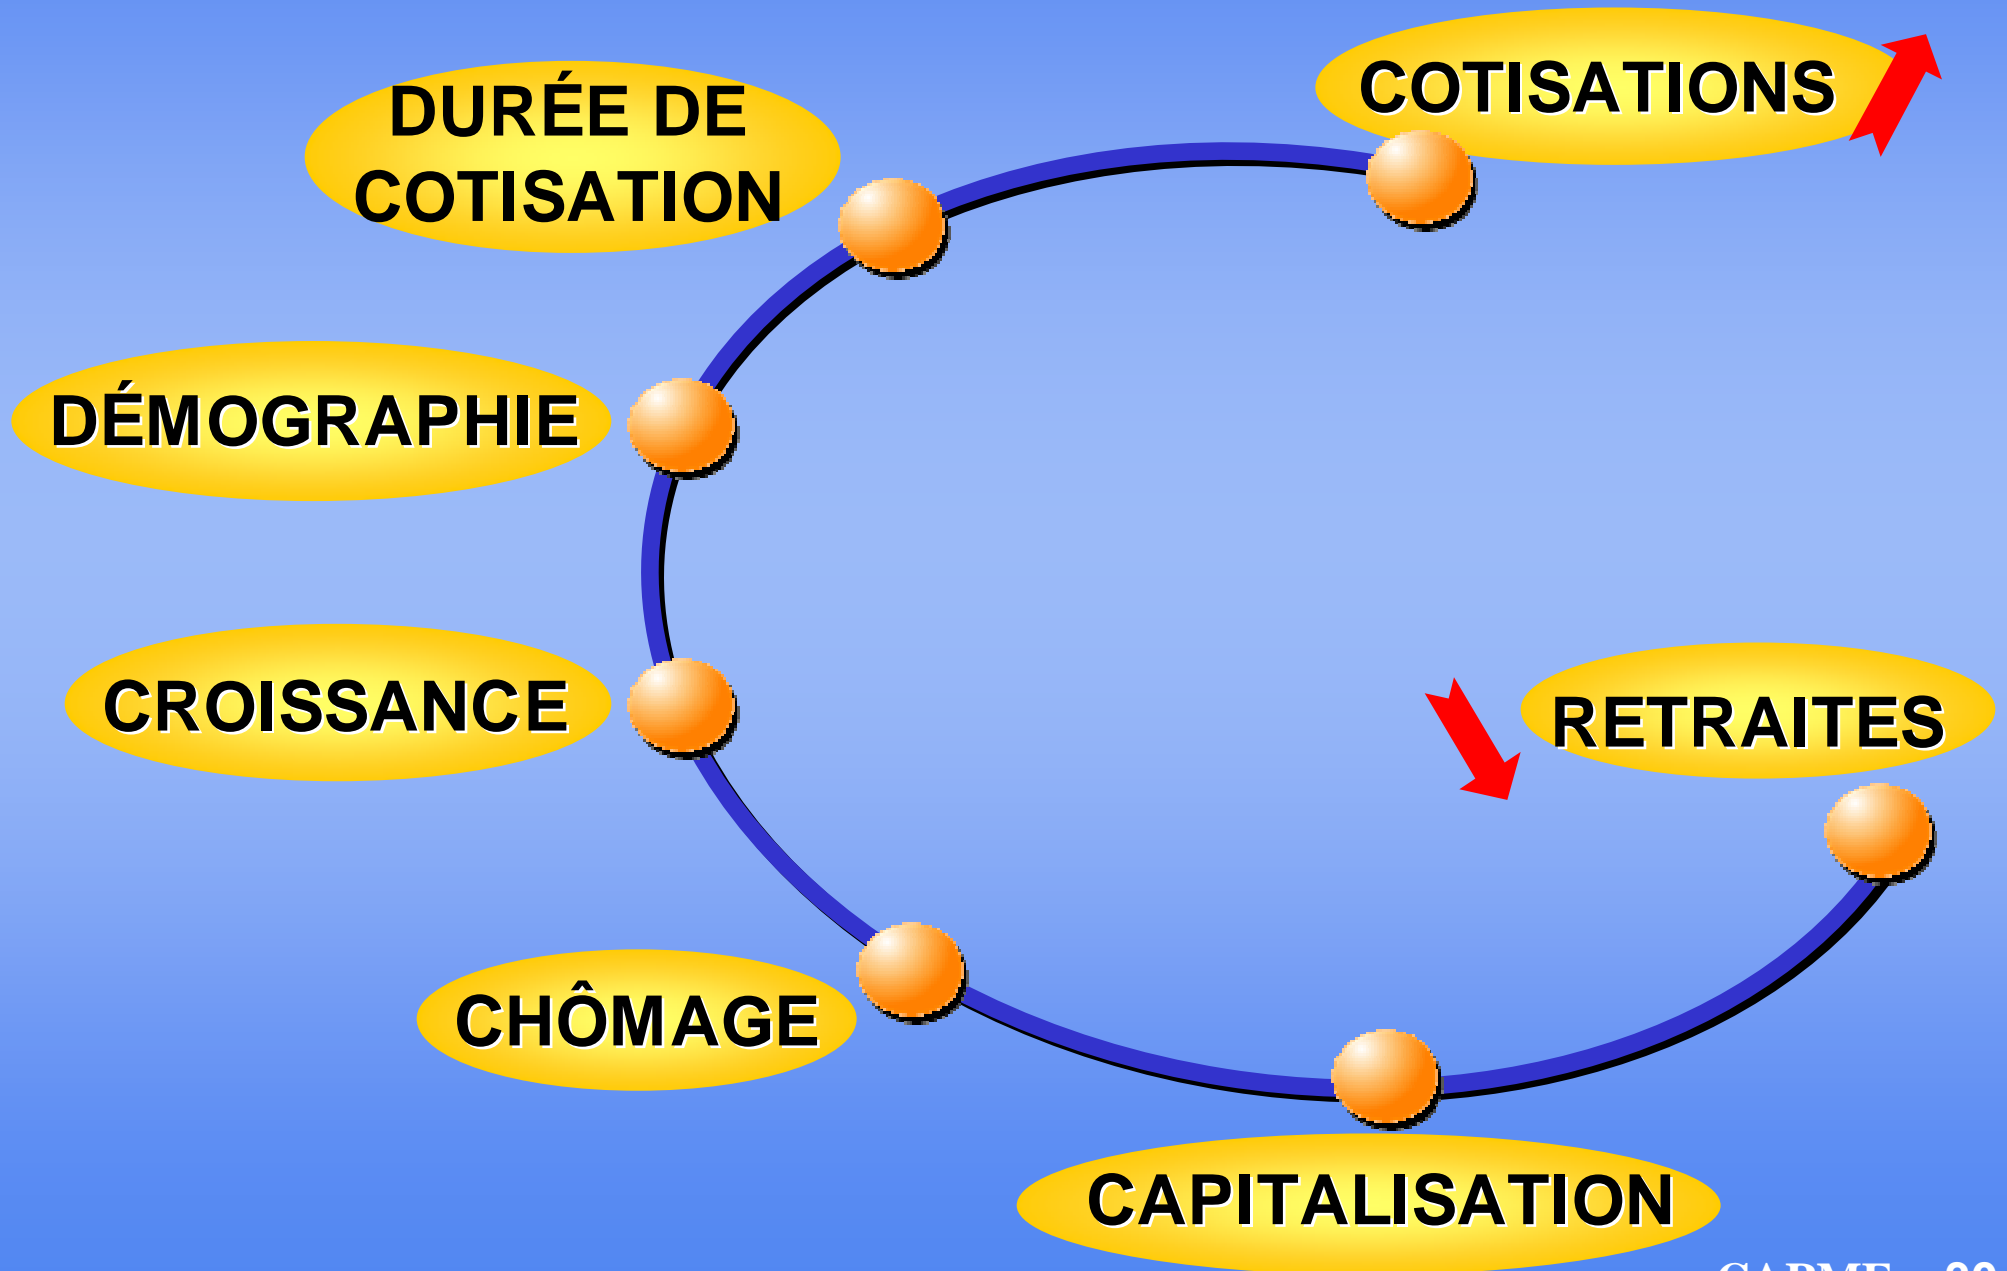 COTISATIONS
DURÉE DE
COTISATION
DÉMOGRAPHIE
CROISSANCE
RETRAITES
CHÔMAGE
CAPITALISATION